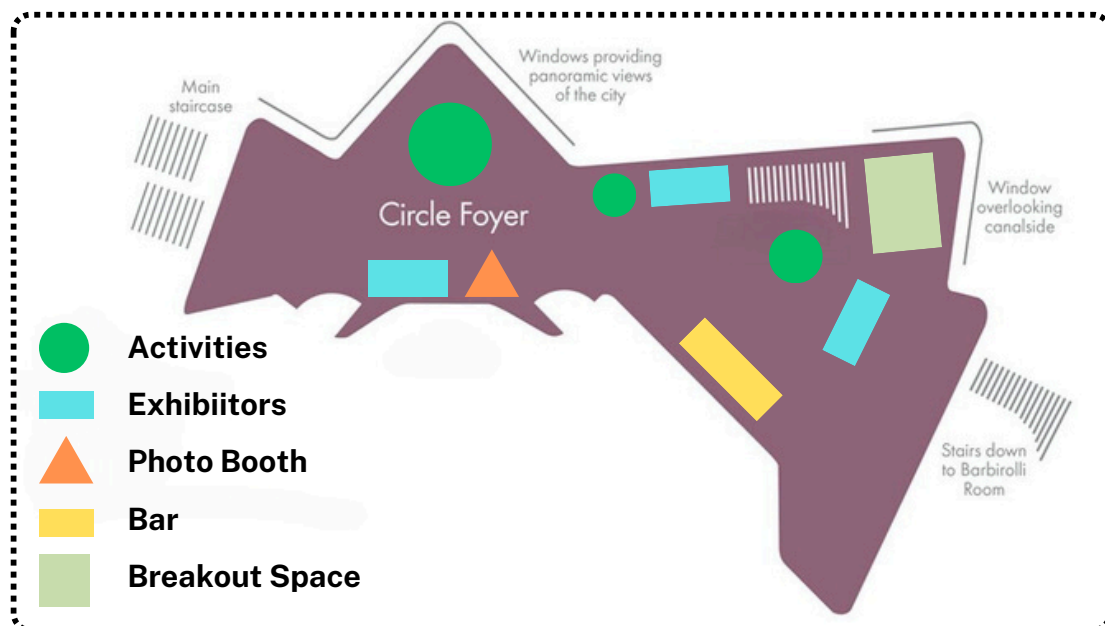 Windows providing
panoramic views
of the city
Main
staircase
Circle Foyer
Window
overlooking
canalside
Activities
Exhibiitors
Photo Booth
Bar
Breakout Space
Stairs down
to Barbirolli
Room